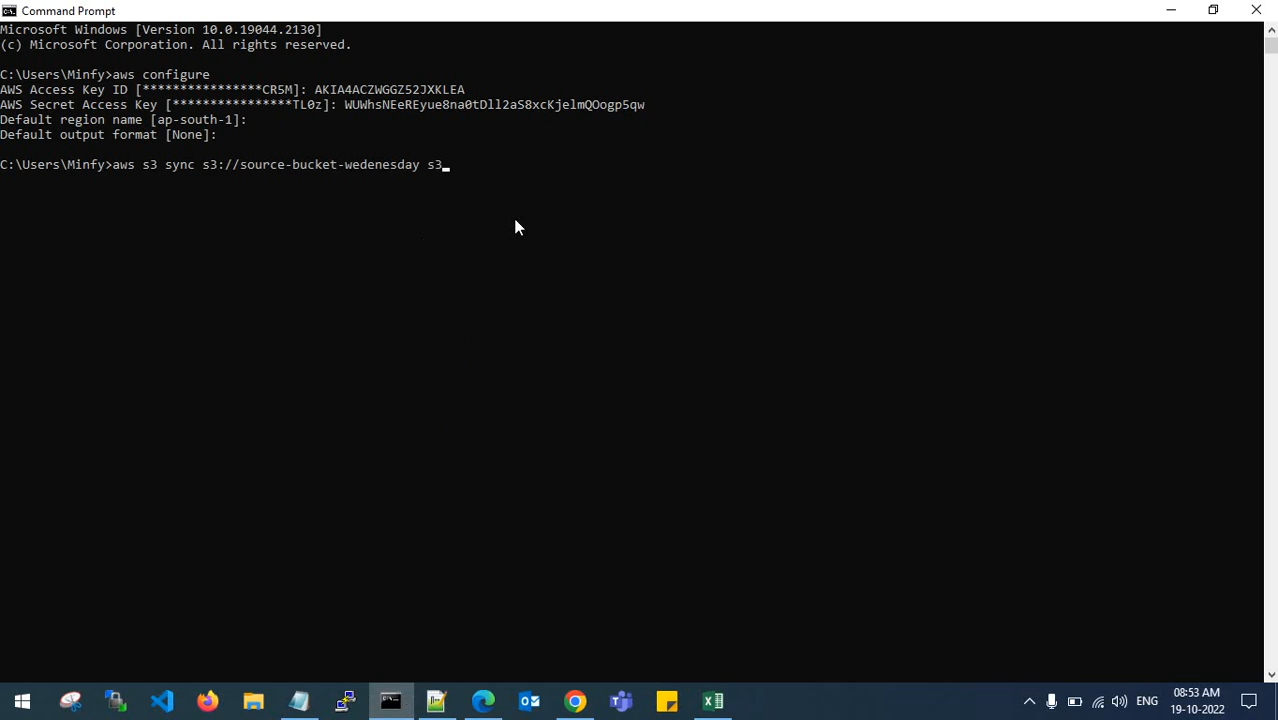 Command Prompt
Microsoft Windows [Version 10.0.19044.2130]
(c) Microsoft Corporation. All rights reserved.
C:\Users\Minfy>aws configure
AWS Access Key ID [****************CR5M]: AKIA4ACZWGGZ52JXKLEA
AWS Secret Access Key [****************TL0z]: 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
Default region name [ap-south-1]:
Default output format [None]:
C:\Users\Minfy>aws s3 sync s3://source-bucket-wedenesday s3
ENG
08:53 AM
19-10-2022